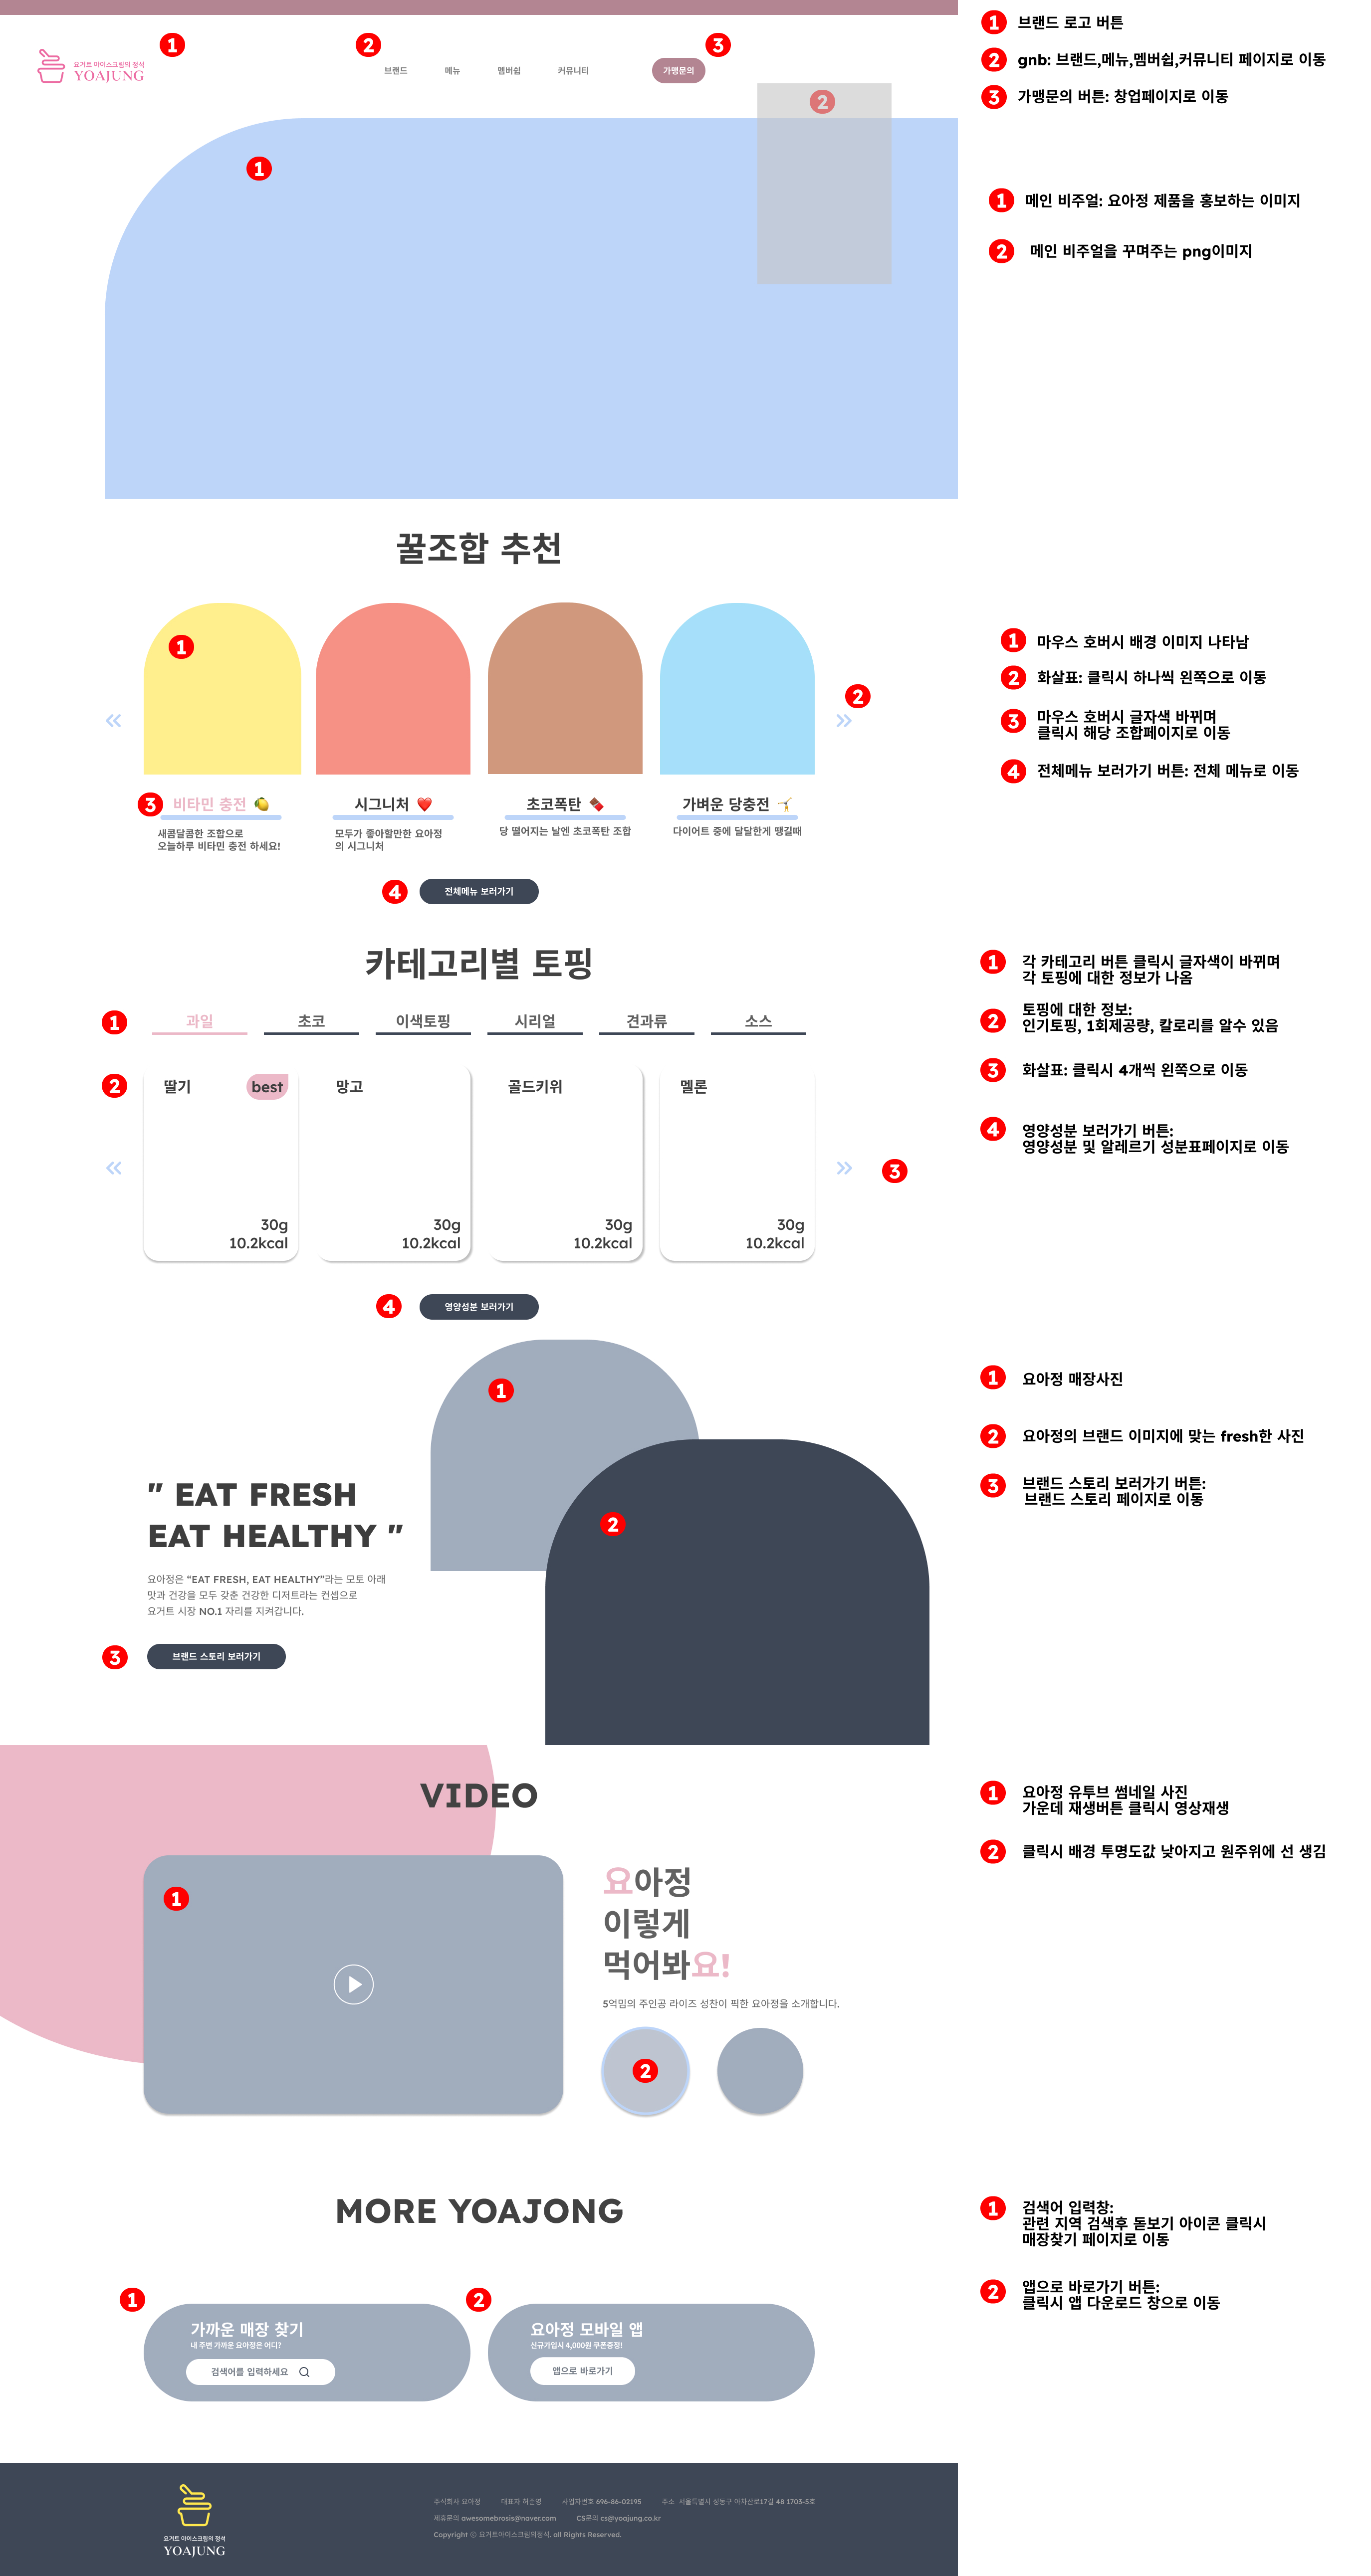 1 브랜드 로고 버튼
2 gnb: 브랜드,메뉴,멤버쉽,커뮤니티 페이지로 이동
3 가맹문의 버튼: 창업페이지로 이동
1 2 3
요거트 아이스크림의 정석
YOAJUNG
브랜드 메뉴 멤버쉽 커뮤니티 가맹문의
2
1
1 메인 비주얼: 요아정 제품을 홍보하는 이미지
2 메인 비주얼을 꾸며주는 png이미지
꿀조합 추천
1
2
« »
3 비타민 충전 🍋 시그니처 ❤️ 초코폭탄 🍫 가벼운 당충전 🤸
새콤달콤한 조합으로
오늘하루 비타민 충전 하세요!
모두가 좋아할만한 요아정
의 시그니처
당 떨어지는 날엔 초코폭탄 조합
다이어트 중에 달달한게 땡길때
4 전체메뉴 보러가기
1 마우스 호버시 배경 이미지 나타남
2 화살표: 클릭시 하나씩 왼쪽으로 이동
3 마우스 호버시 글자색 바뀌며
클릭시 해당 조합페이지로 이동
4 전체메뉴 보러가기 버튼: 전체 메뉴로 이동
카테고리별 토핑
1 과일 초코 이색토핑 시리얼 견과류 소스
2 딸기 best 망고 골드키위 멜론
« » 3
30g 30g 30g 30g
10.2kcal 10.2kcal 10.2kcal 10.2kcal
4 영양성분 보러가기
1 각 카테고리 버튼 클릭시 글자색이 바뀌며
각 토핑에 대한 정보가 나옴
2 토핑에 대한 정보:
인기토핑, 1회제공량, 칼로리를 알수 있음
3 화살표: 클릭시 4개씩 왼쪽으로 이동
4 영양성분 보러가기 버튼:
영양성분 및 알레르기 성분표페이지로 이동
1
2
" EAT FRESH
EAT HEALTHY "
요아정은 “EAT FRESH, EAT HEALTHY”라는 모토 아래
맛과 건강을 모두 갖춘 건강한 디저트라는 컨셉으로
요거트 시장 NO.1 자리를 지켜갑니다.
3 브랜드 스토리 보러가기
1 요아정 매장사진
2 요아정의 브랜드 이미지에 맞는 fresh한 사진
3 브랜드 스토리 보러가기 버튼:
브랜드 스토리 페이지로 이동
VIDEO
1
요아정
이렇게
먹어봐요!
5억밈의 주인공 라이즈 성찬이 픽한 요아정을 소개합니다.
2
1 요아정 유투브 썸네일 사진
가운데 재생버튼 클릭시 영상재생
2 클릭시 배경 투명도값 낮아지고 원주위에 선 생김
MORE YOAJONG
1 2
가까운 매장 찾기
내 주변 가까운 요아정은 어디?
검색어를 입력하세요
요아정 모바일 앱
신규가입시 4,000원 쿠폰증정!
앱으로 바로가기
1 검색어 입력창:
관련 지역 검색후 돋보기 아이콘 클릭시
매장찾기 페이지로 이동
2 앱으로 바로가기 버튼:
클릭시 앱 다운로드 창으로 이동
요거트 아이스크림의 정석
YOAJUNG
주식회사 요아정 대표자 허준영 사업자번호 696-86-02195 주소 서울특별시 성동구 아차산로17길 48 1703-5호
제휴문의 awesomebrosis@naver.com CS문의 cs@yoajung.co.kr
Copyright ⓒ 요거트아이스크림의정석. all Rights Reserved.